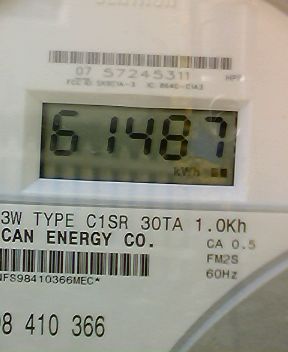 07 57245311
61487
kWh
3W TYPE C1SR 30TA 1.0Kh
CAN ENERGY CO.
CA 0.5
FM2S
60Hz
NFS98410366MEC*
98 410 366